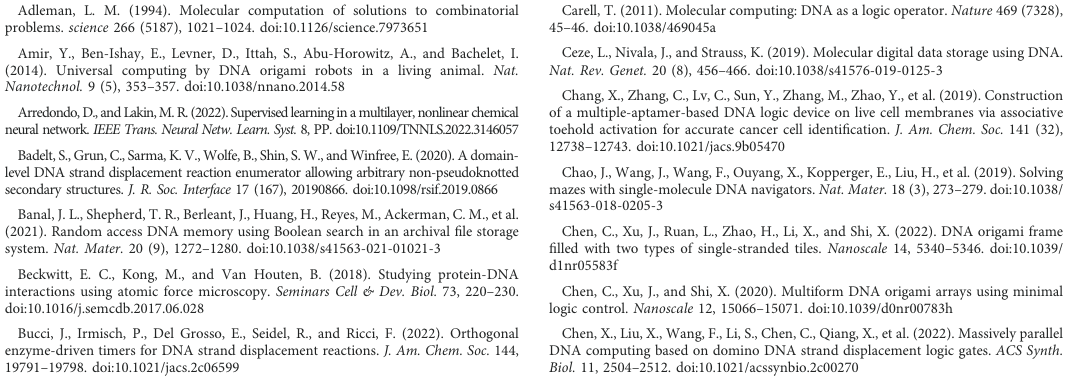 Adleman, L. M. (1994). Molecular computation of solutions to combinatorial
problems. science 266 (5187), 1021–1024. doi:10.1126/science.7973651
Amir, Y., Ben-Ishay, E., Levner, D., Ittah, S., Abu-Horowitz, A., and Bachelet, I.
(2014). Universal computing by DNA origami robots in a living animal. Nat.
Nanotechnol. 9 (5), 353–357. doi:10.1038/nnano.2014.58
Arredondo, D., and Lakin, M. R. (2022). Supervised learning in a multilayer, nonlinear chemical
neural network. IEEE Trans. Neural Netw. Learn. Syst. 8, PP. doi:10.1109/TNNLS.2022.3146057
Badelt, S., Grun, C., Sarma, K. V., Wolfe, B., Shin, S. W., and Winfree, E. (2020). A domain-
level DNA strand displacement reaction enumerator allowing arbitrary non-pseudoknotted
secondary structures. J. R. Soc. Interface 17 (167), 20190866. doi:10.1098/rsif.2019.0866
Banal, J. L., Shepherd, T. R., Berleant, J., Huang, H., Reyes, M., Ackerman, C. M., et al.
(2021). Random access DNA memory using Boolean search in an archival file storage
system. Nat. Mater. 20 (9), 1272–1280. doi:10.1038/s41563-021-01021-3
Beckwitt, E. C., Kong, M., and Van Houten, B. (2018). Studying protein-DNA
interactions using atomic force microscopy. Seminars Cell & Dev. Biol. 73, 220–230.
doi:10.1016/j.semcdb.2017.06.028
Bucci, J., Irmisch, P., Del Grosso, E., Seidel, R., and Ricci, F. (2022). Orthogonal
enzyme-driven timers for DNA strand displacement reactions. J. Am. Chem. Soc. 144,
19791–19798. doi:10.1021/jacs.2c06599
Carell, T. (2011). Molecular computing: DNA as a logic operator. Nature 469 (7328),
45–46. doi:10.1038/469045a
Ceze, L., Nivala, J., and Strauss, K. (2019). Molecular digital data storage using DNA.
Nat. Rev. Genet. 20 (8), 456–466. doi:10.1038/s41576-019-0125-3
Chang, X., Zhang, C., Lv, C., Sun, Y., Zhang, M., Zhao, Y., et al. (2019). Construction
of a multiple-aptamer-based DNA logic device on live cell membranes via associative
toehold activation for accurate cancer cell identification. J. Am. Chem. Soc. 141 (32),
12738–12743. doi:10.1021/jacs.9b05470
Chao, J., Wang, J., Wang, F., Ouyang, X., Kopperger, E., Liu, H., et al. (2019). Solving
mazes with single-molecule DNA navigators. Nat. Mater. 18 (3), 273–279. doi:10.1038/
s41563-018-0205-3
Chen, C., Xu, J., Ruan, L., Zhao, H., Li, X., and Shi, X. (2022). DNA origami frame
filled with two types of single-stranded tiles. Nanoscale 14, 5340–5346. doi:10.1039/
d1nr05583f
Chen, C., Xu, J., and Shi, X. (2020). Multiform DNA origami arrays using minimal
logic control. Nanoscale 12, 15066–15071. doi:10.1039/d0nr00783h
Chen, X., Liu, X., Wang, F., Li, S., Chen, C., Qiang, X., et al. (2022). Massively parallel
DNA computing based on domino DNA strand displacement logic gates. ACS Synth.
Biol. 11, 2504–2512. doi:10.1021/acssynbio.2c00270